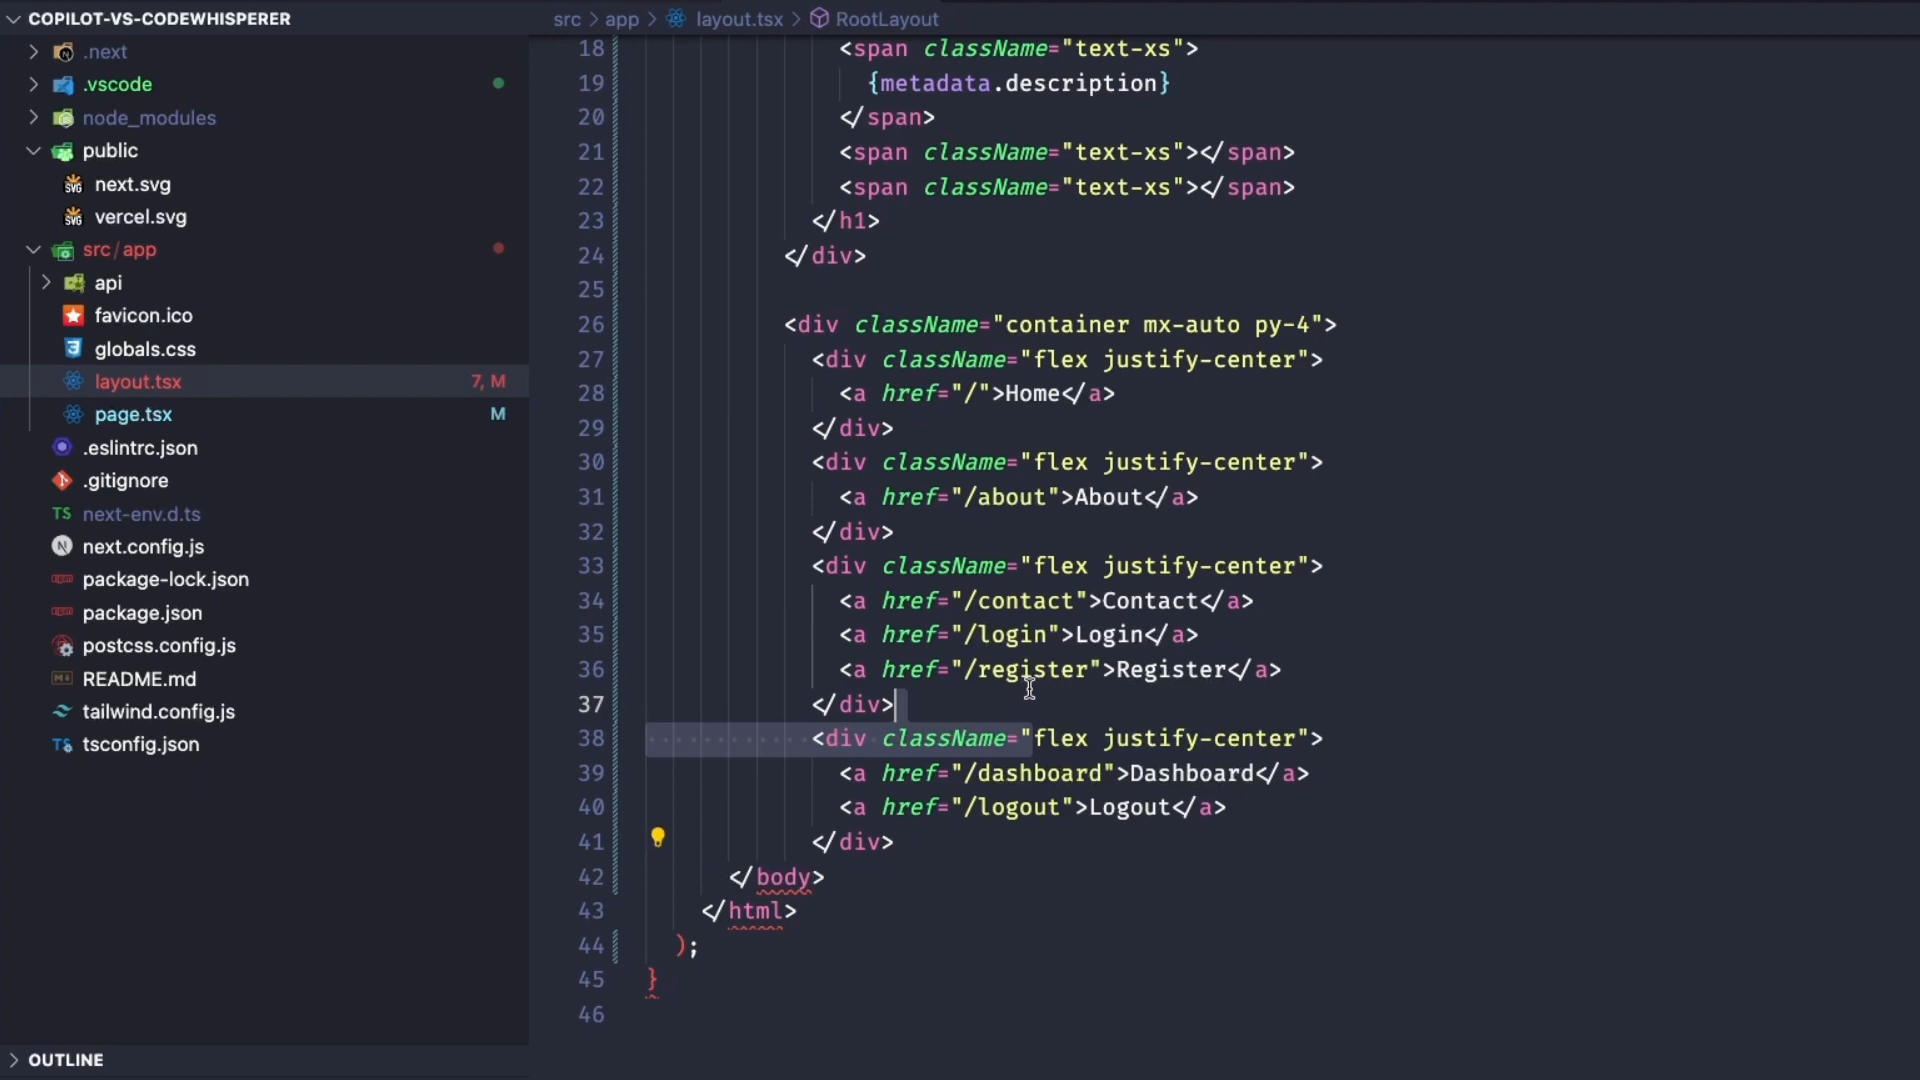 COPILOT-VS-CODEWHISPERER
.next
.vscode
node_modules
public
next.svg
vercel.svg
src/app
api
favicon.ico
globals.css
layout.tsx 7, M
page.tsx M
.eslintrc.json
.gitignore
TS next-env.d.ts
next.config.js
package-lock.json
package.json
postcss.config.js
README.md
tailwind.config.js
tsconfig.json
OUTLINE
src > app > layout.tsx > RootLayout
18 <span className="text-xs">
19 {metadata.description}
20 </span>
21 <span className="text-xs"></span>
22 <span className="text-xs"></span>
23 </h1>
24 </div>
25
26 <div className="container mx-auto py-4">
27 <div className="flex justify-center">
28 <a href="/">Home</a>
29 </div>
30 <div className="flex justify-center">
31 <a href="/about">About</a>
32 </div>
33 <div className="flex justify-center">
34 <a href="/contact">Contact</a>
35 <a href="/login">Login</a>
36 <a href="/register">Register</a>
37 </div>
38 <div className="flex justify-center">
39 <a href="/dashboard">Dashboard</a>
40 <a href="/logout">Logout</a>
41 </div>
42 </body>
43 </html>
44 );
45 }
46